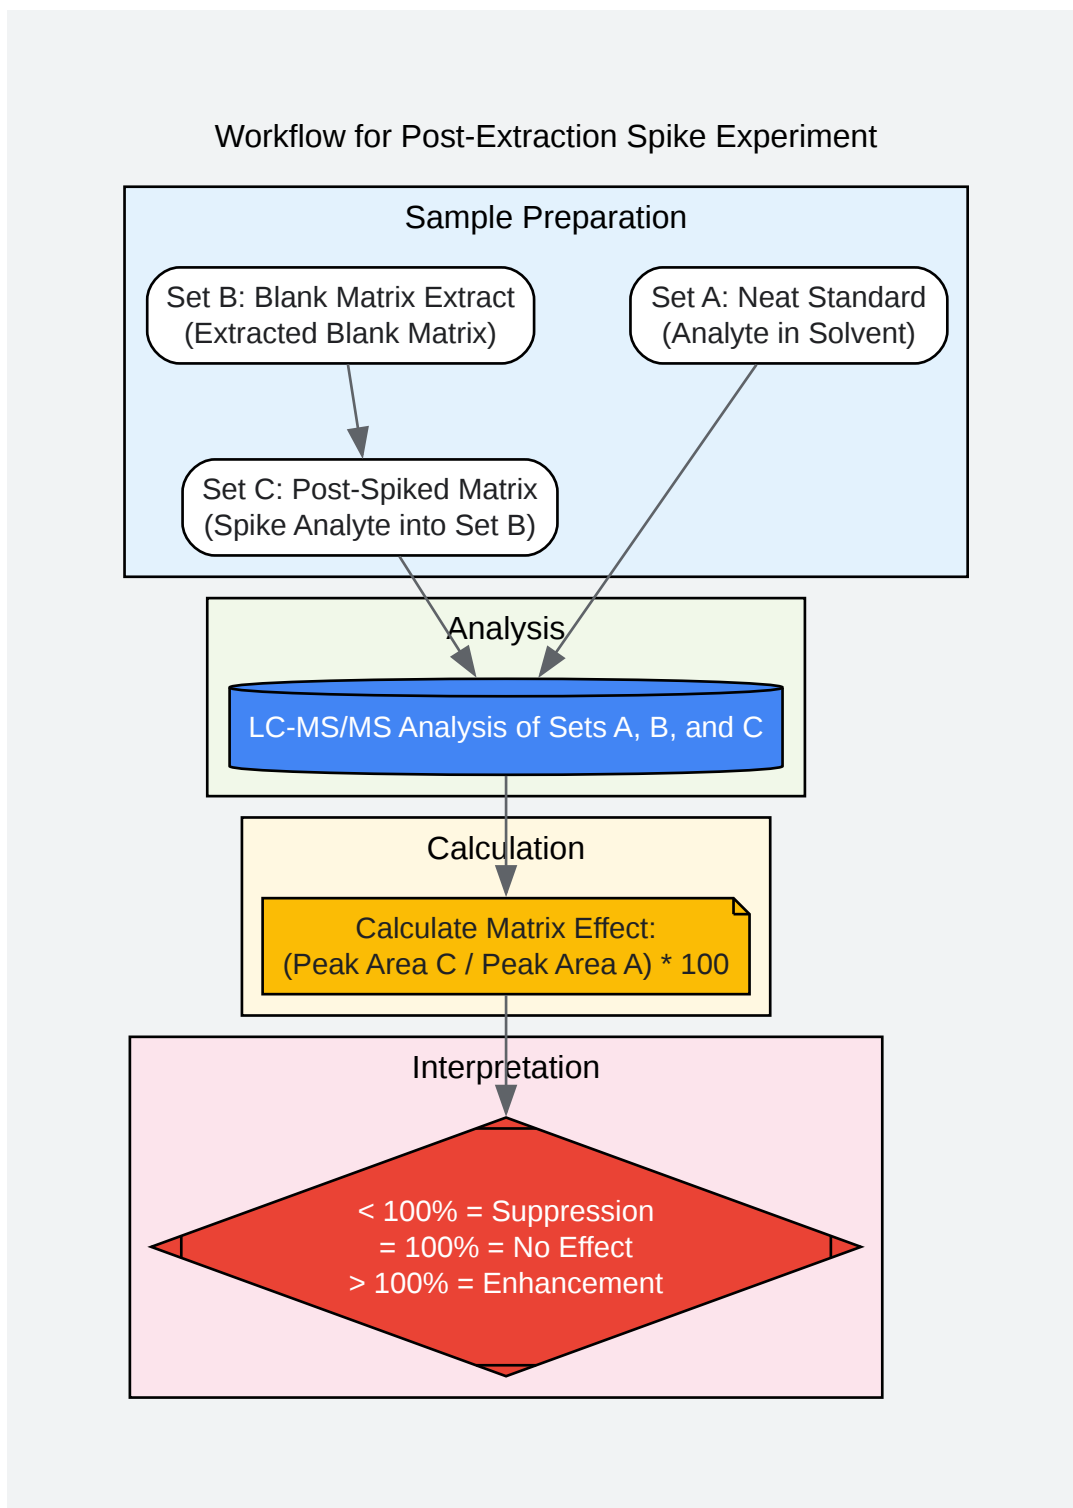 Workflow for Post-Extraction Spike Experiment
Sample Preparation
Set B: Blank Matrix Extract
(Extracted Blank Matrix)
Set A: Neat Standard
(Analyte in Solvent)
Set C: Post-Spiked Matrix
(Spike Analyte into Set B)
Analysis
LC-MS/MS Analysis of Sets A, B, and C
Calculation
Calculate Matrix Effect:
(Peak Area C / Peak Area A) * 100
Interpretation
< 100% = Suppression
= 100% = No Effect
> 100% = Enhancement